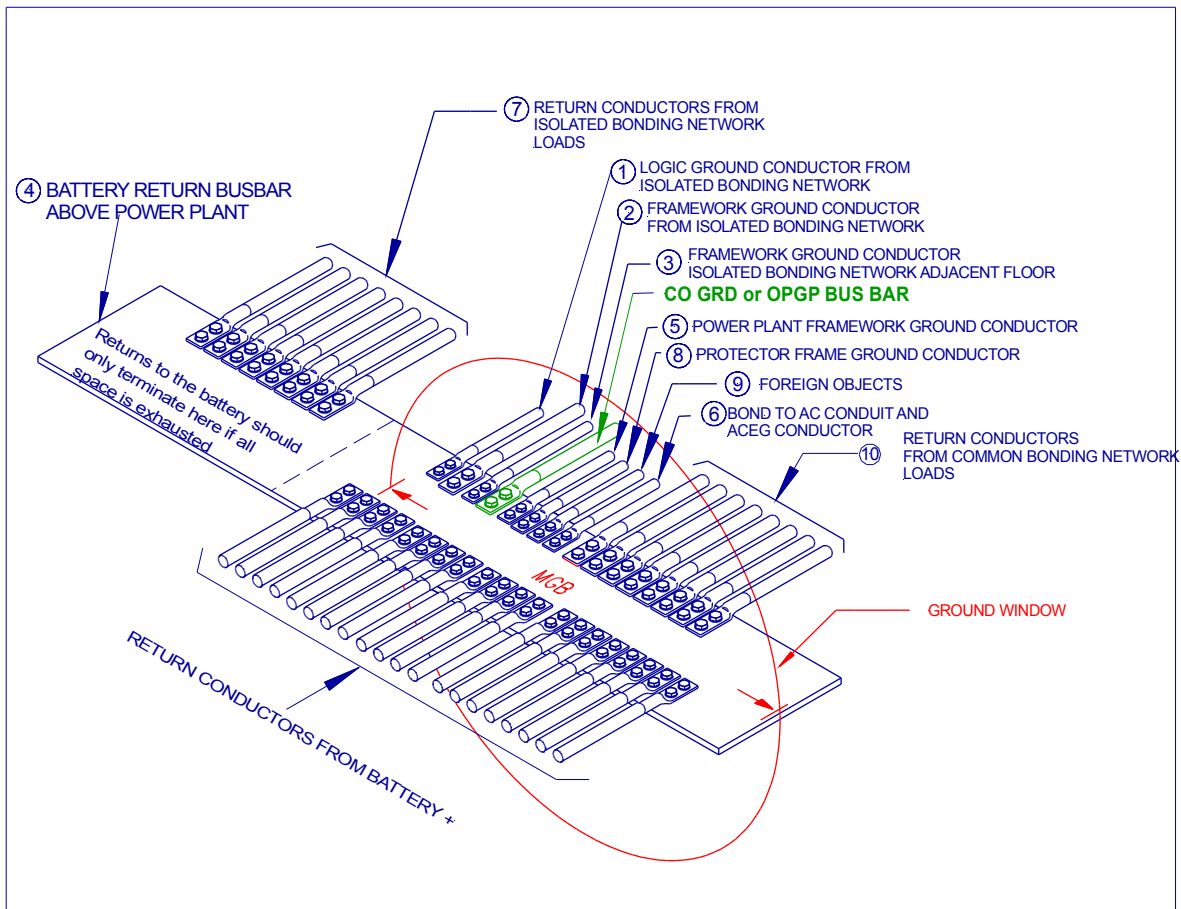 7 RETURN CONDUCTORS FROM
ISOLATED BONDING NETWORK
LOADS
1 LOGIC GROUND CONDUCTOR FROM
ISOLATED BONDING NETWORK
4 BATTERY RETURN BUSBAR
ABOVE POWER PLANT
2 FRAMEWORK GROUND CONDUCTOR
FROM ISOLATED BONDING NETWORK
3 FRAMEWORK GROUND CONDUCTOR
ISOLATED BONDING NETWORK ADJACENT FLOOR
CO GRD or OPGP BUS BAR
5 POWER PLANT FRAMEWORK GROUND CONDUCTOR
8 PROTECTOR FRAME GROUND CONDUCTOR
9 FOREIGN OBJECTS
6 BOND TO AC CONDUIT AND
ACEG CONDUCTOR
10 RETURN CONDUCTORS
FROM COMMON BONDING NETWORK
LOADS
Returns to the battery should
only terminate here if all
space is exhausted
MGB
GROUND WINDOW
RETURN CONDUCTORS FROM BATTERY +